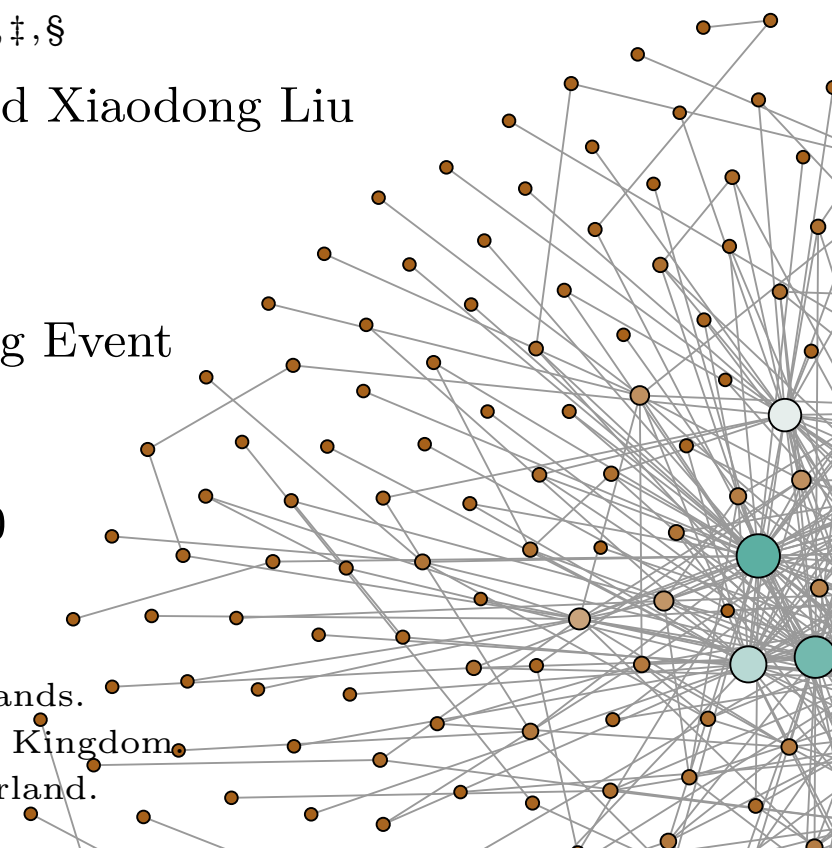 ,‡,§
d Xiaodong Liu
g Event
ands.
Kingdom.
rland.